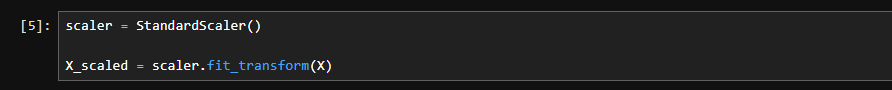 [5]: scaler = StandardScaler()
X_scaled = scaler.fit_transform(X)